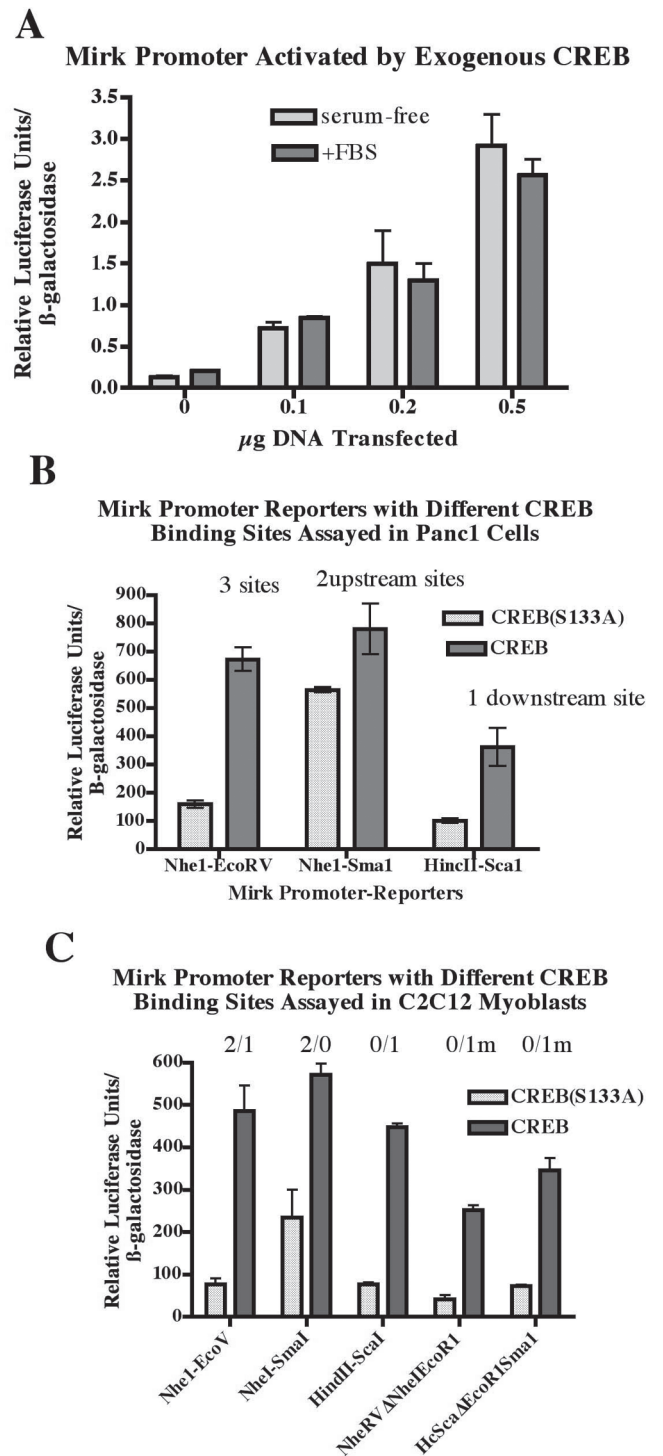 A
Mirk Promoter Activated by Exogenous CREB
Relative Luciferase Units/
ß-galactosidase
3.5
3.0
2.5
2.0
1.5
1.0
0.5
0.0
serum-free
+FBS
0
0.1
0.2
0.5
µg DNA Transfected
B
Mirk Promoter Reporters with Different CREB
Binding Sites Assayed in Panc1 Cells
Relative Luciferase Units/
B-galactosidase
900
800
700
600
500
400
300
200
100
0
3 sites
2upstream sites
CREB(S133A)
CREB
1 downstream site
Nhe1-EcoRV
Nhe1-Sma1
HincII-Sca1
Mirk Promoter-Reporters
C
Mirk Promoter Reporters with Different CREB
Binding Sites Assayed in C2C12 Myoblasts
Relative Luciferase Units/
ß-galactosidase
600
500
400
300
200
100
0
2/1
2/0
0/1
0/1m
0/1m
CREB(S133A)
CREB
Nhe1-EcoV
NheI-SmaI
HindII-ScaI
NheRVΔNheIEcoR1
HcScaΔEcoR1Sma1